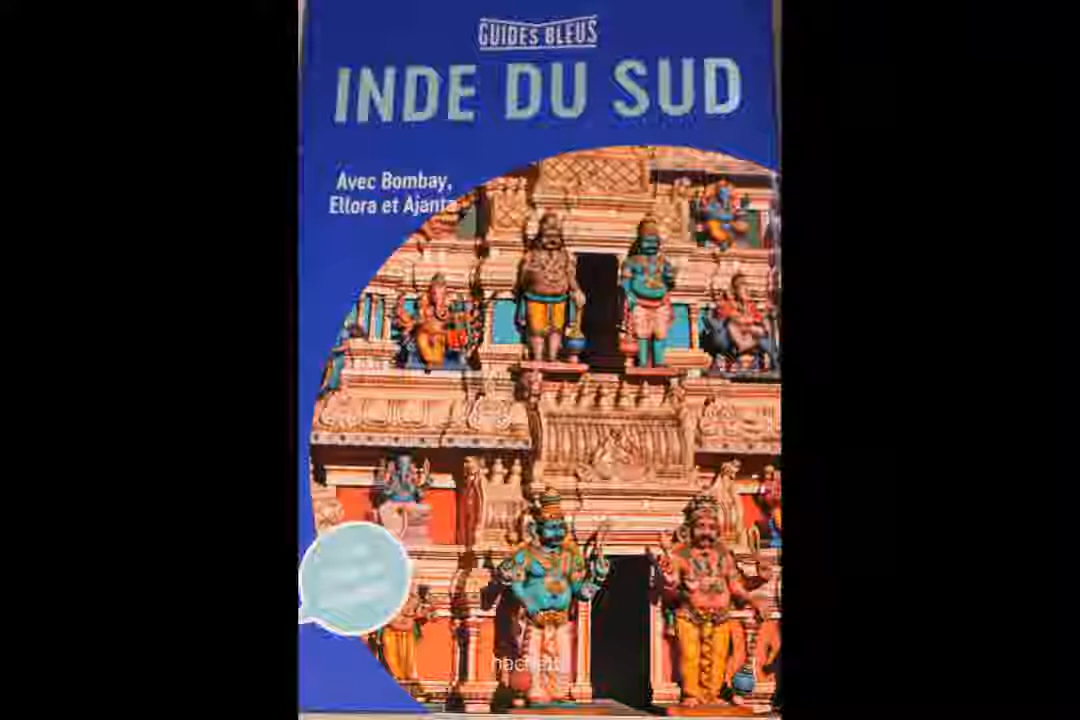 GUIDES BLEUS
INDE DU SUD
Avec Bombay,
Ellora et Ajanta
hachette